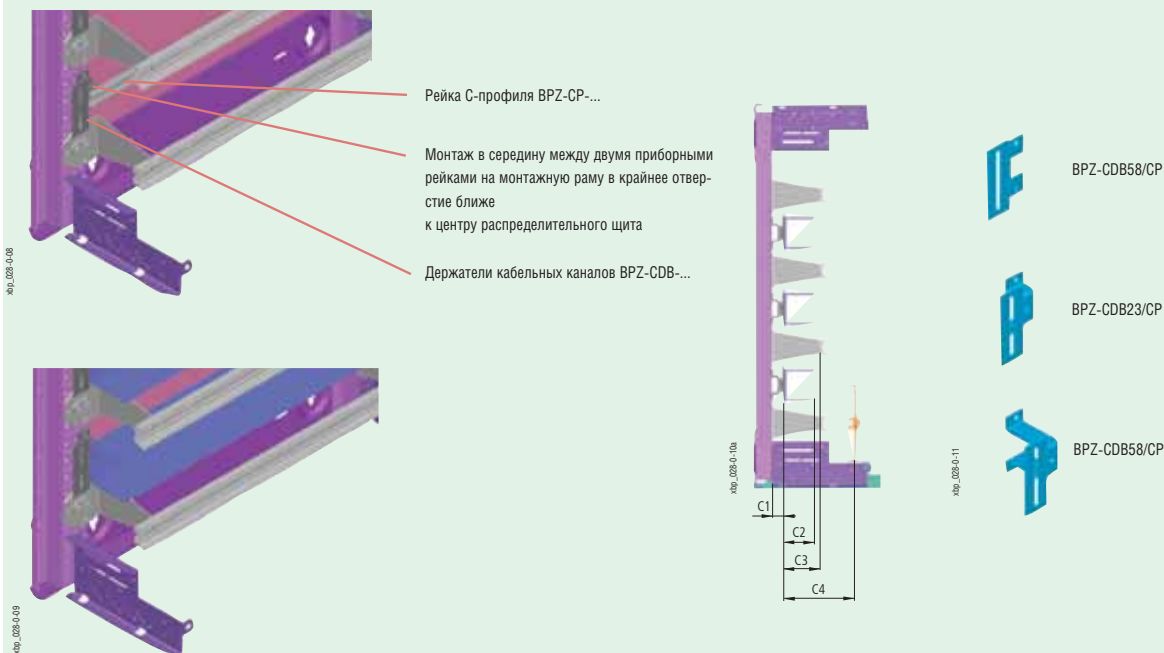 Рейка С-профиля BPZ-CP-...
Монтаж в середину между двумя приборными
рейками на монтажную раму в крайнее отвер-
стие ближе
к центру распределительного щита
Держатели кабельных каналов BPZ-CDB-...
xbp_028-0-08
xbp_028-0-09
C1
C2
C3
C4
xbp_028-0-10a
BPZ-CDB58/CP
BPZ-CDB23/CP
BPZ-CDB58/CP
xbp_028-0-11